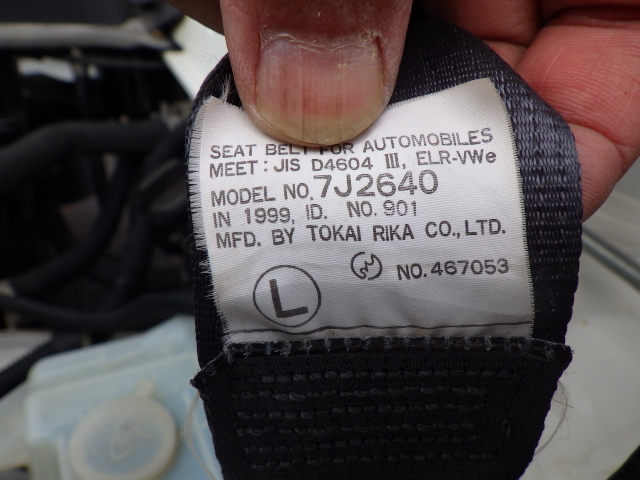 SEAT BELT FOR AUTOMOBILES
MEET : JIS D4604 III, ELR-VWe
MODEL NO. 7J2640
IN 1999, ID. NO. 901
MFD. BY TOKAI RIKA CO., LTD.
NO. 467053
L